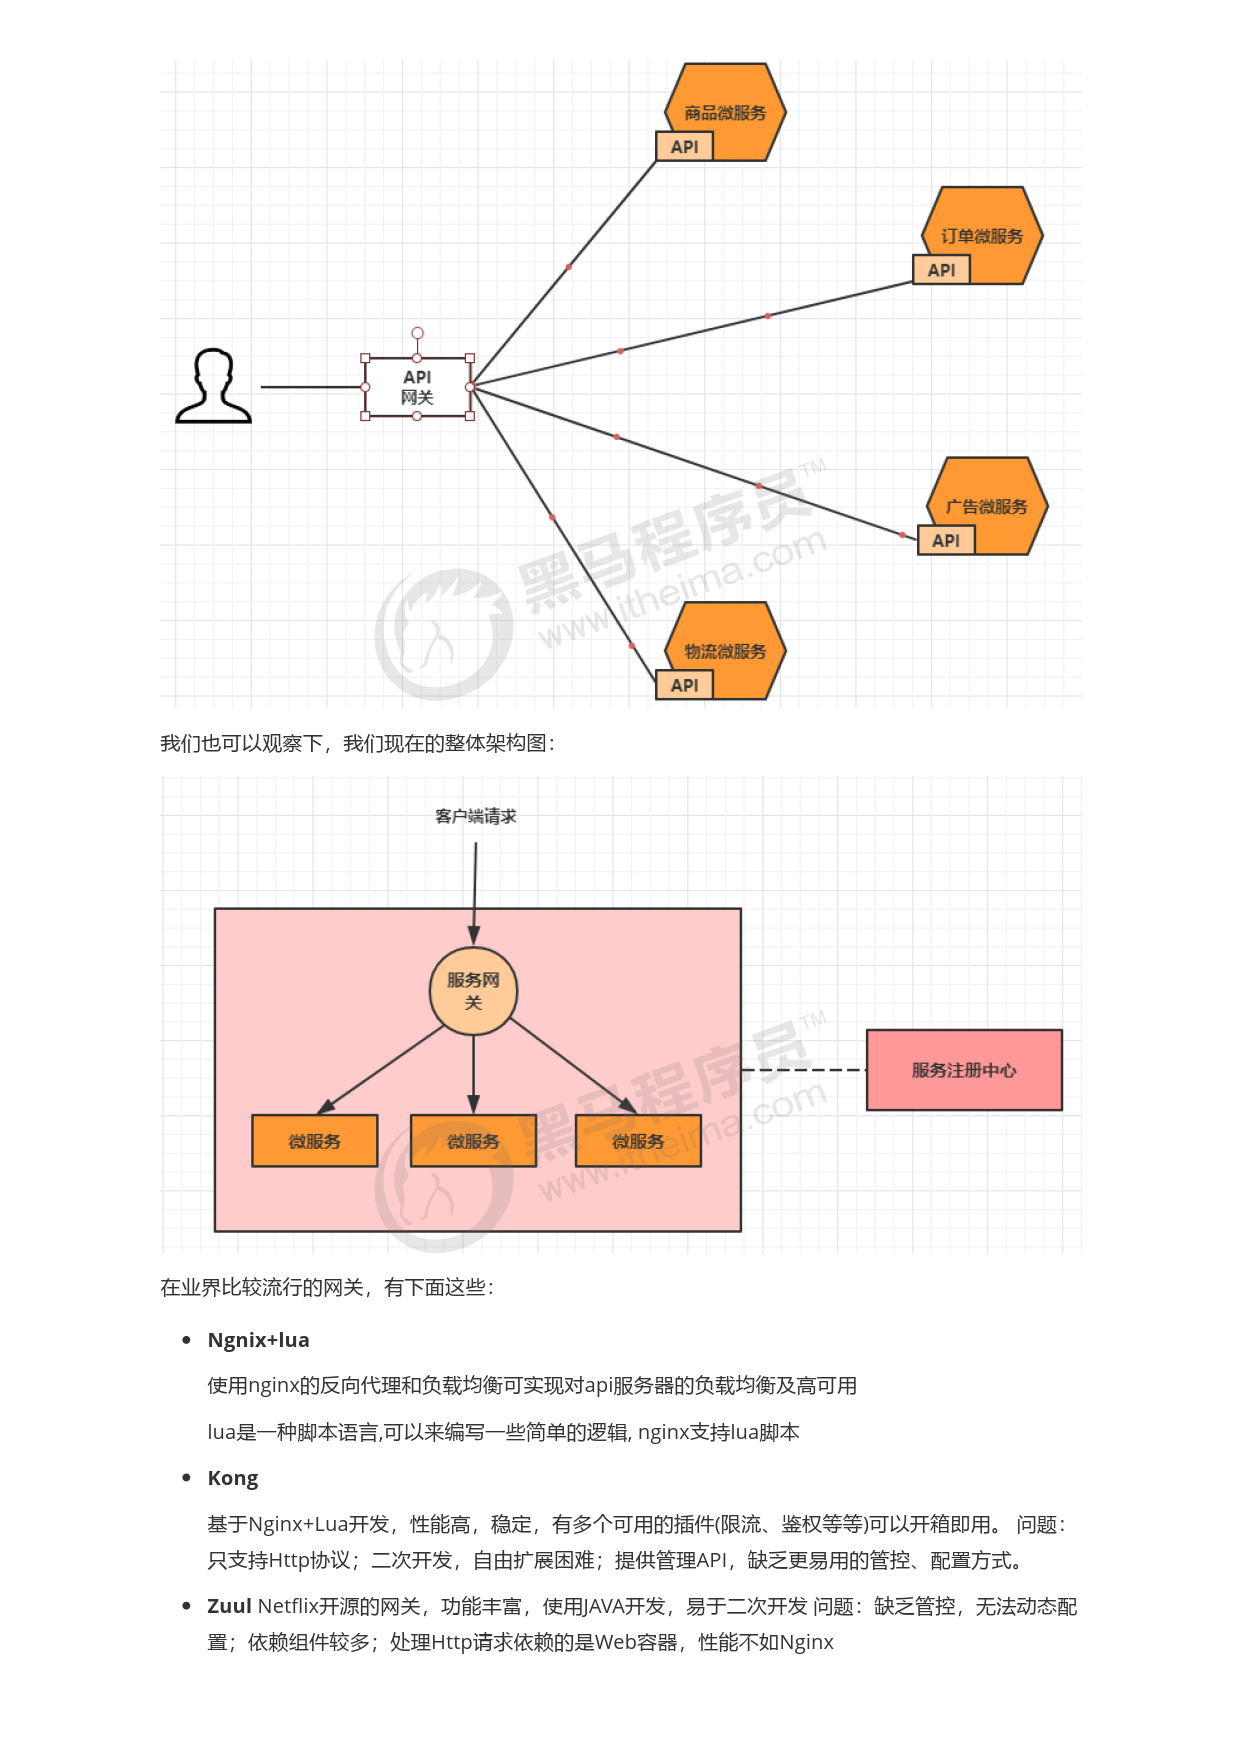 商品微服务
API
订单微服务
API
API
网关
广告微服务
API
物流微服务
API
黑马程序员™
www.itheima.com
我们也可以观察下，我们现在的整体架构图：
客户端请求
服务网
关
服务注册中心
微服务
微服务
微服务
黑马程序员™
www.itheima.com
在业界比较流行的网关，有下面这些：
Ngnix+lua
使用nginx的反向代理和负载均衡可实现对api服务器的负载均衡及高可用
lua是一种脚本语言,可以来编写一些简单的逻辑, nginx支持lua脚本
Kong
基于Nginx+Lua开发，性能高，稳定，有多个可用的插件(限流、鉴权等等)可以开箱即用。 问题：
只支持Http协议；二次开发，自由扩展困难；提供管理API，缺乏更易用的管控、配置方式。
Zuul Netflix开源的网关，功能丰富，使用JAVA开发，易于二次开发 问题：缺乏管控，无法动态配
置；依赖组件较多；处理Http请求依赖的是Web容器，性能不如Nginx